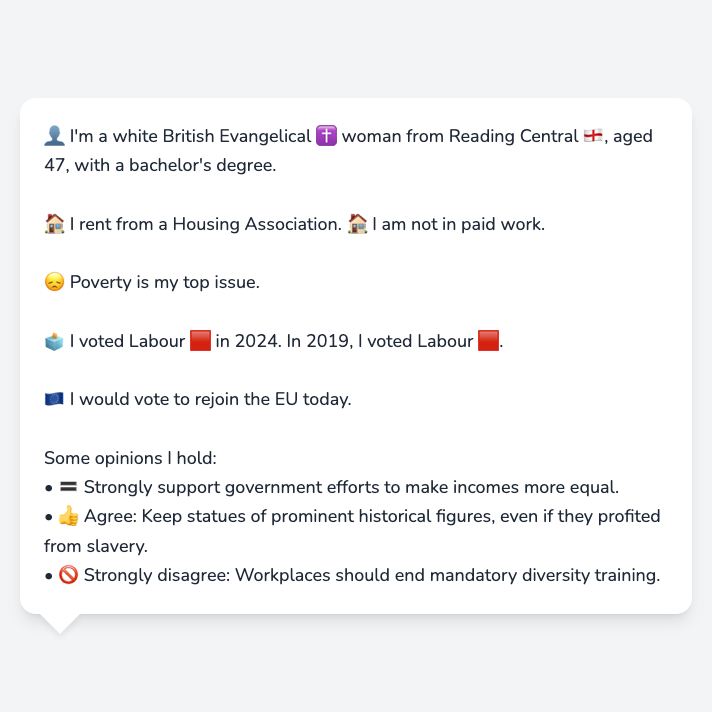 👤 I'm a white British Evangelical ✝️ woman from Reading Central 🏴󠁧󠁢󠁥󠁮󠁧󠁿, aged
47, with a bachelor's degree.
🏠 I rent from a Housing Association. 🏠 I am not in paid work.
😞 Poverty is my top issue.
🗳️ I voted Labour 🟥 in 2024. In 2019, I voted Labour 🟥.
🇪🇺 I would vote to rejoin the EU today.
Some opinions I hold:
• 🟰 Strongly support government efforts to make incomes more equal.
• 👍 Agree: Keep statues of prominent historical figures, even if they profited
from slavery.
• 🚫 Strongly disagree: Workplaces should end mandatory diversity training.